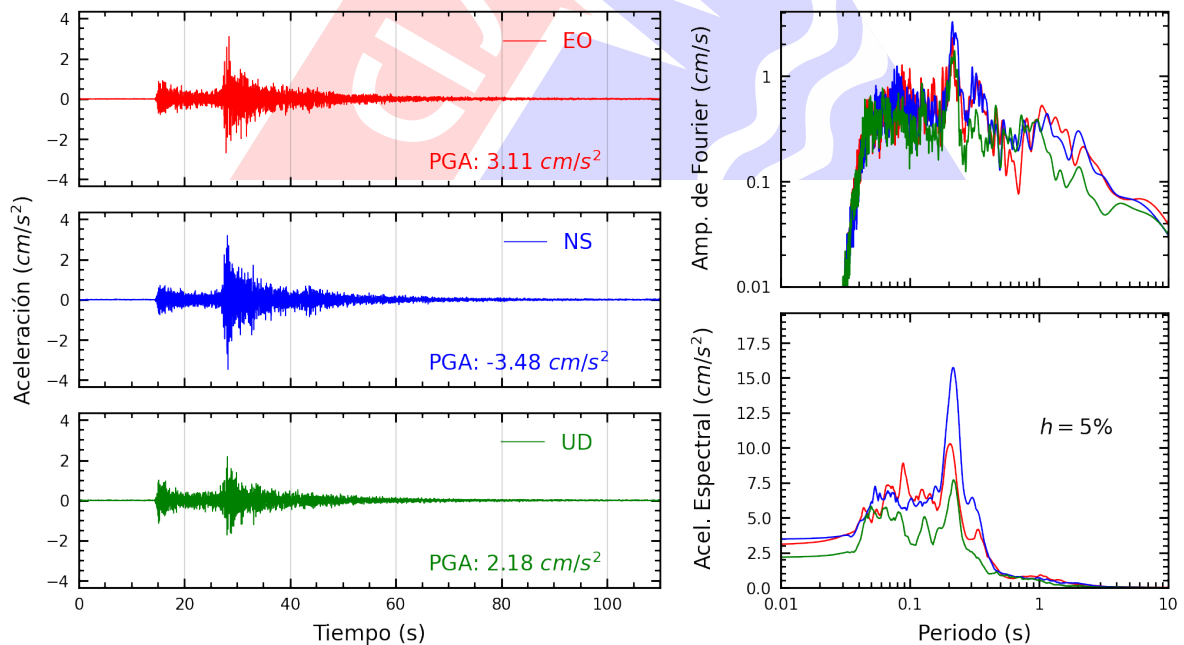 Aceleración (cm/s²)
4
2
0
−2
−4
EO
PGA: 3.11 cm/s²
4
2
0
−2
−4
NS
PGA: -3.48 cm/s²
4
2
0
−2
−4
UD
PGA: 2.18 cm/s²
0 20 40 60 80 100
Tiempo (s)
Amp. de Fourier (cm/s)
1
0.1
0.01
Acel. Espectral (cm/s²)
17.5
15.0
12.5
10.0
7.5
5.0
2.5
0.0
h = 5%
0.01 0.1 1 10
Periodo (s)